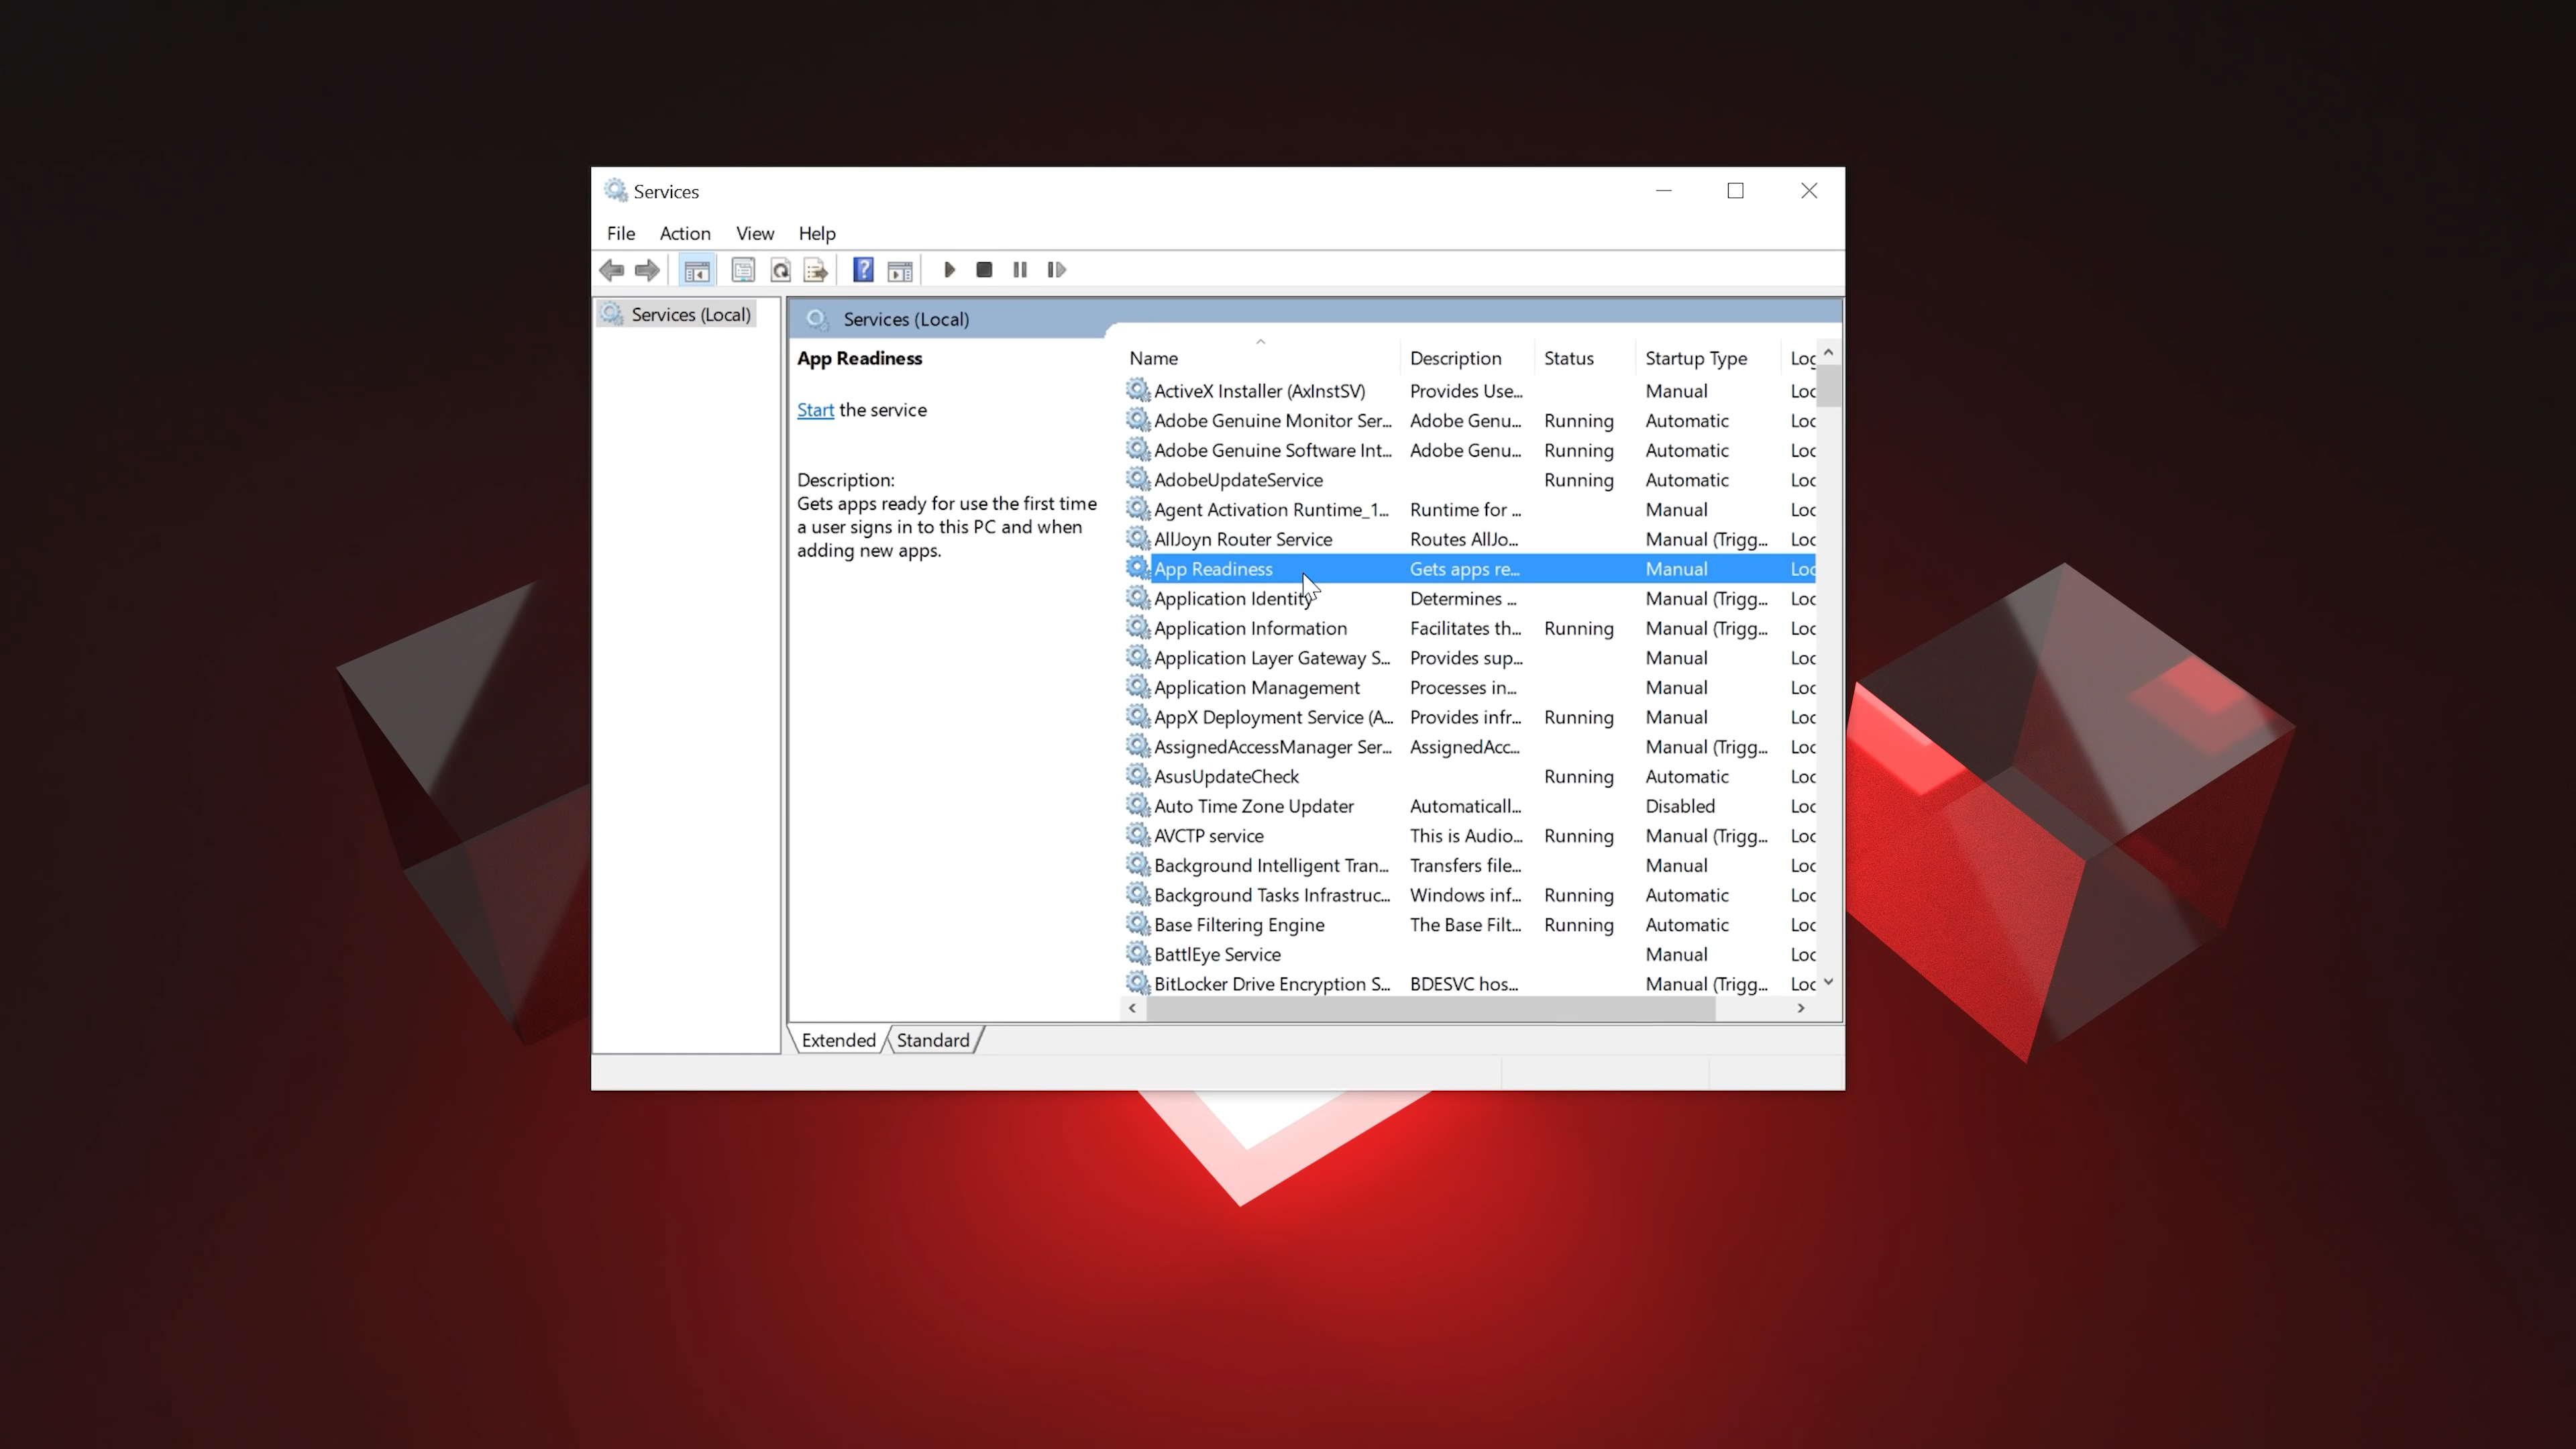 Services
File Action View Help
Services (Local)
Services (Local)
App Readiness
Start the service
Description:
Gets apps ready for use the first time
a user signs in to this PC and when
adding new apps.
Name Description Status Startup Type Log
ActiveX Installer (AxInstSV) Provides Use... Manual Loc
Adobe Genuine Monitor Ser... Adobe Genu... Running Automatic Loc
Adobe Genuine Software Int... Adobe Genu... Running Automatic Loc
AdobeUpdateService Running Automatic Loc
Agent Activation Runtime_1... Runtime for ... Manual Loc
AllJoyn Router Service Routes AllJo... Manual (Trigg... Loc
App Readiness Gets apps re... Manual Loc
Application Identity Determines ... Manual (Trigg... Loc
Application Information Facilitates th... Running Manual (Trigg... Loc
Application Layer Gateway S... Provides sup... Manual Loc
Application Management Processes in... Manual Loc
AppX Deployment Service (A... Provides infr... Running Manual Loc
AssignedAccessManager Ser... AssignedAcc... Manual (Trigg... Loc
AsusUpdateCheck Running Automatic Loc
Auto Time Zone Updater Automaticall... Disabled Loc
AVCTP service This is Audio... Running Manual (Trigg... Loc
Background Intelligent Tran... Transfers file... Manual Loc
Background Tasks Infrastruc... Windows inf... Running Automatic Loc
Base Filtering Engine The Base Filt... Running Automatic Loc
BattlEye Service Manual Loc
BitLocker Drive Encryption S... BDESVC hos... Manual (Trigg... Loc
Extended Standard